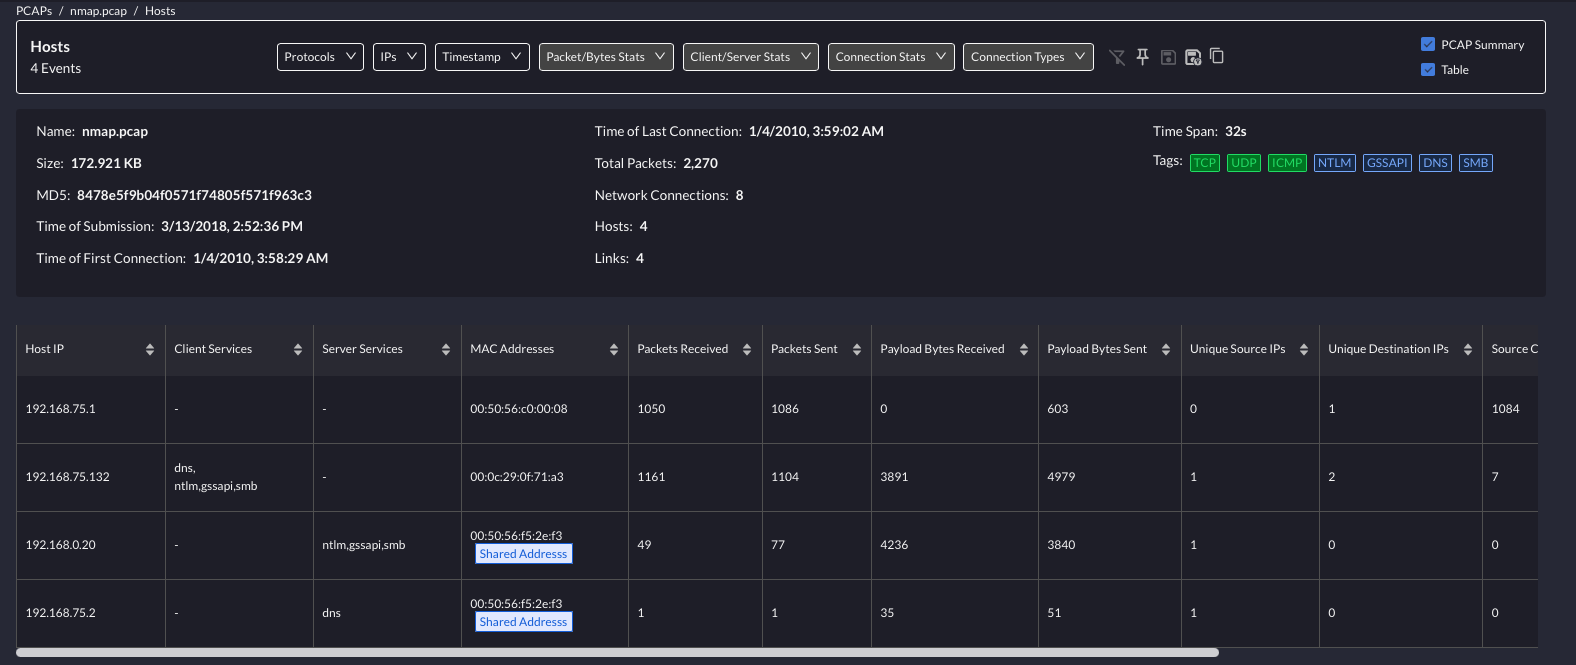 PCAPs / nmap.pcap / Hosts
Hosts
4 Events
Protocols IPs Timestamp Packet/Bytes Stats Client/Server Stats Connection Stats Connection Types
PCAP Summary
Table
Name: nmap.pcap
Size: 172.921 KB
MD5: 8478e5f9b04f0571f74805f571f963c3
Time of Submission: 3/13/2018, 2:52:36 PM
Time of First Connection: 1/4/2010, 3:58:29 AM
Time of Last Connection: 1/4/2010, 3:59:02 AM
Total Packets: 2,270
Network Connections: 8
Hosts: 4
Links: 4
Time Span: 32s
Tags: TCP UDP ICMP NTLM GSSAPI DNS SMB
Host IP Client Services Server Services MAC Addresses Packets Received Packets Sent Payload Bytes Received Payload Bytes Sent Unique Source IPs Unique Destination IPs Source C
192.168.75.1 - - 00:50:56:c0:00:08 1050 1086 0 603 0 1 1084
192.168.75.132 dns, - 00:0c:29:0f:71:a3 1161 1104 3891 4979 1 2 7
ntlm,gssapi,smb
192.168.0.20 - ntlm,gssapi,smb 00:50:56:f5:2e:f3 49 77 4236 3840 1 0 0
Shared Addresss
192.168.75.2 - dns 00:50:56:f5:2e:f3 1 1 35 51 1 0 0
Shared Addresss